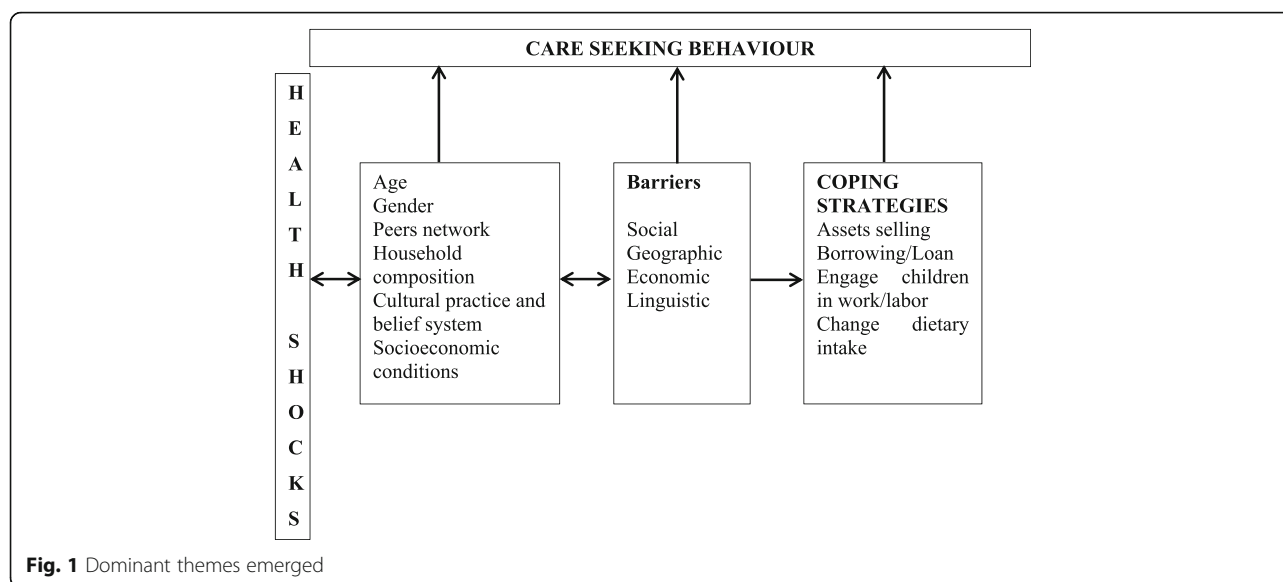 CARE SEEKING BEHAVIOUR
H
E
A
L
T
H
S
H
O
C
K
S
Age
Gender
Peers network
Household
composition
Cultural practice and
belief system
Socioeconomic
conditions
Barriers
Social
Geographic
Economic
Linguistic
COPING
STRATEGIES
Assets selling
Borrowing/Loan
Engage children
in work/labor
Change dietary
intake
Fig. 1 Dominant themes emerged